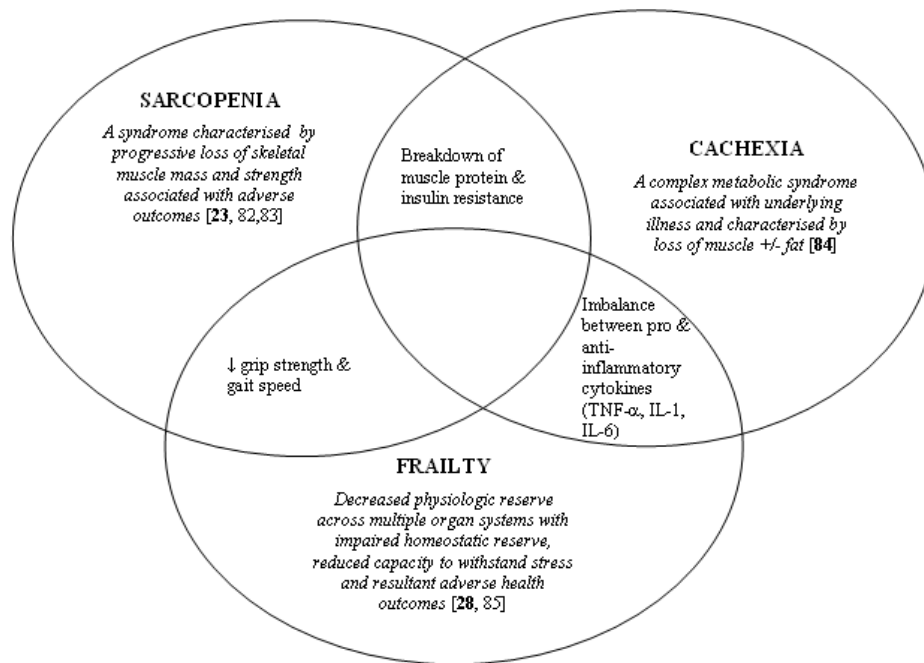 SARCOPENIA
A syndrome characterised by
progressive loss of skeletal
muscle mass and strength
associated with adverse
outcomes [23, 82,83]
Breakdown of
muscle protein &
insulin resistance
CACHEXIA
A complex metabolic syndrome
associated with underlying
illness and characterised by
loss of muscle +/- fat [84]
↓ grip strength &
gait speed
Imbalance
between pro &
anti-
inflammatory
cytokines
(TNF-α, IL-1,
IL-6)
FRAILTY
Decreased physiologic reserve
across multiple organ systems with
impaired homeostatic reserve,
reduced capacity to withstand stress
and resultant adverse health
outcomes [28, 85]